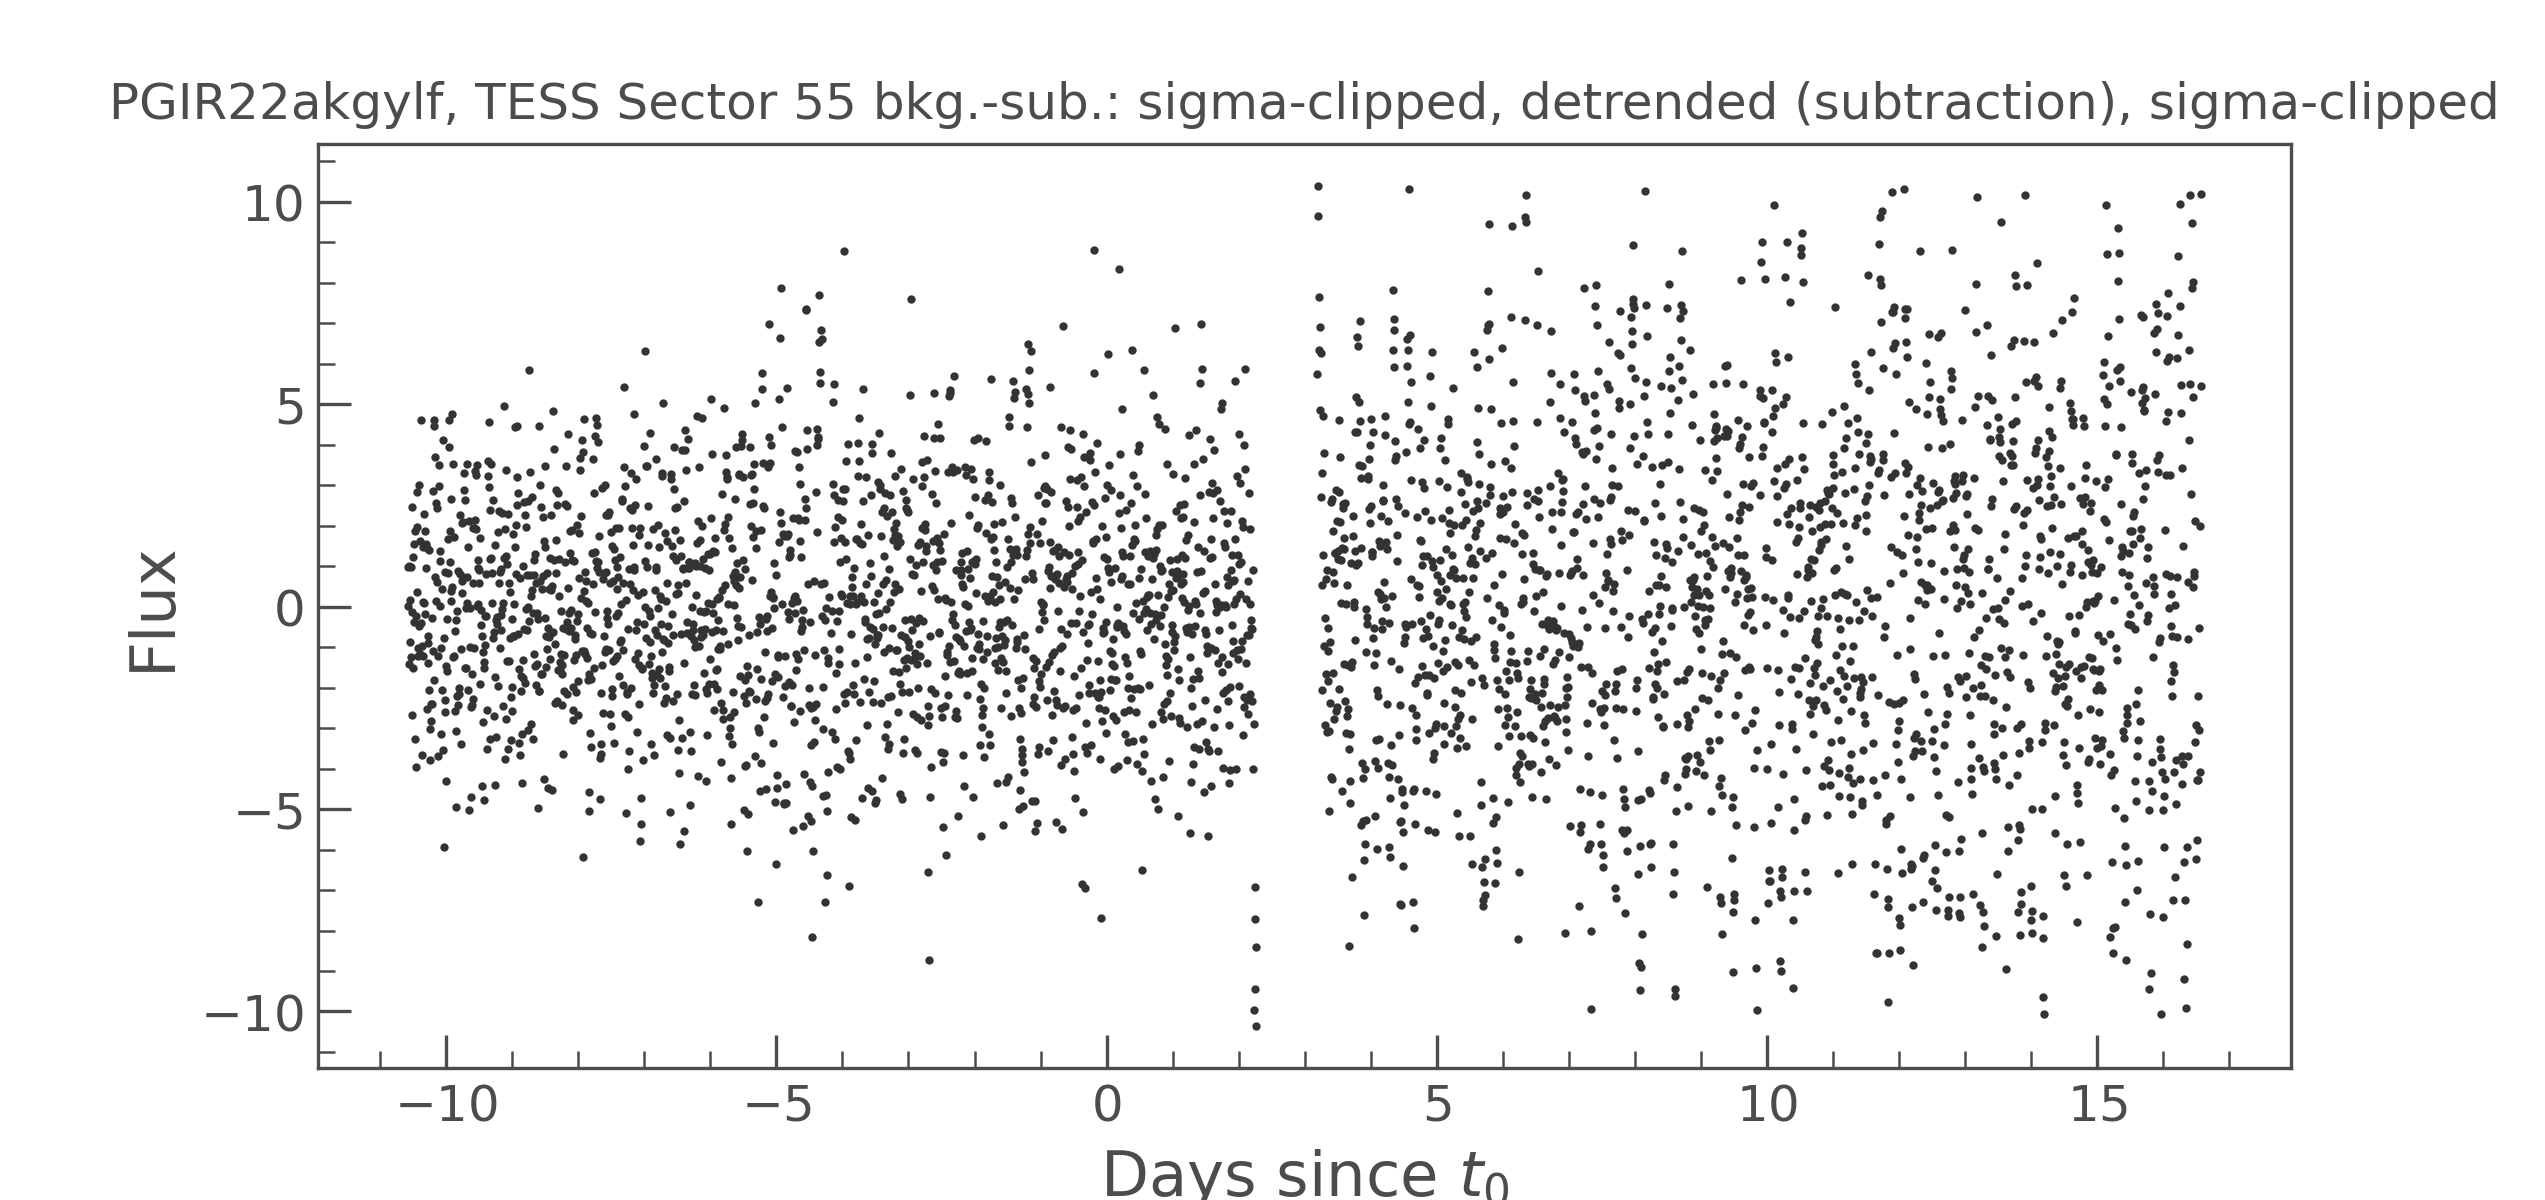 PGIR22akgylf, TESS Sector 55 bkg.-sub.: sigma-clipped, detrended (subtraction), sigma-clipped
10
5
0
−5
−10
Flux
−10 −5 0 5 10 15
Days since t₀